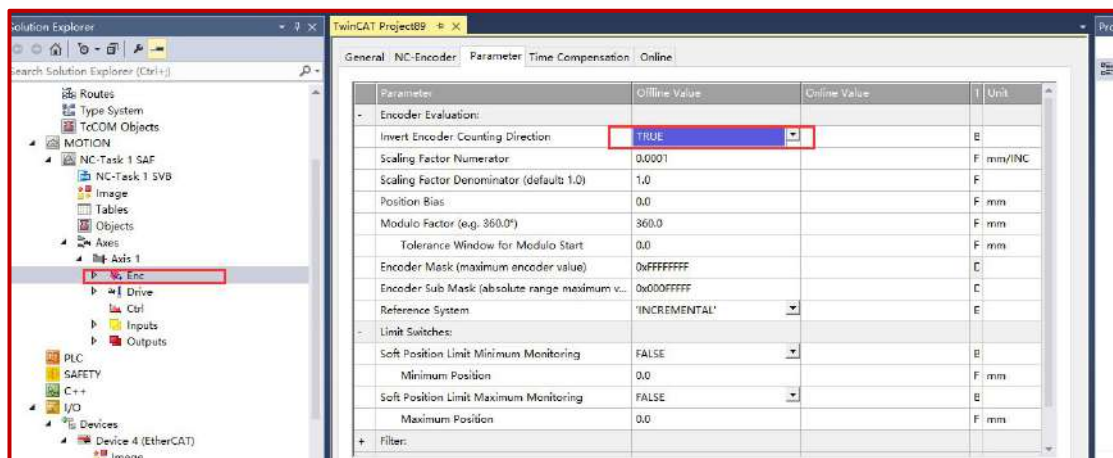 Solution Explorer
TwinCAT Project89
Search Solution Explorer (Ctrl+;)
Routes
Type System
TcCOM Objects
MOTION
NC-Task 1 SAF
NC-Task 1 SVB
Image
Tables
Objects
Axes
Axis 1
Enc
Drive
Ctrl
Inputs
Outputs
PLC
SAFETY
C++
I/O
Devices
Device 4 (EtherCAT)
Image
General NC-Encoder Parameter Time Compensation Online
Parameter Offline Value Online Value T Unit
- Encoder Evaluation:
Invert Encoder Counting Direction TRUE B
Scaling Factor Numerator 0.0001 F mm/INC
Scaling Factor Denominator (default: 1.0) 1.0 F
Position Bias 0.0 F mm
Modulo Factor (e.g. 360.0°) 360.0 F mm
Tolerance Window for Modulo Start 0.0 F mm
Encoder Mask (maximum encoder value) 0xFFFFFFFF D
Encoder Sub Mask (absolute range maximum v... 0x000FFFFF D
Reference System 'INCREMENTAL' E
- Limit Switches:
Soft Position Limit Minimum Monitoring FALSE B
Minimum Position 0.0 F mm
Soft Position Limit Maximum Monitoring FALSE B
Maximum Position 0.0 F mm
+ Filter: